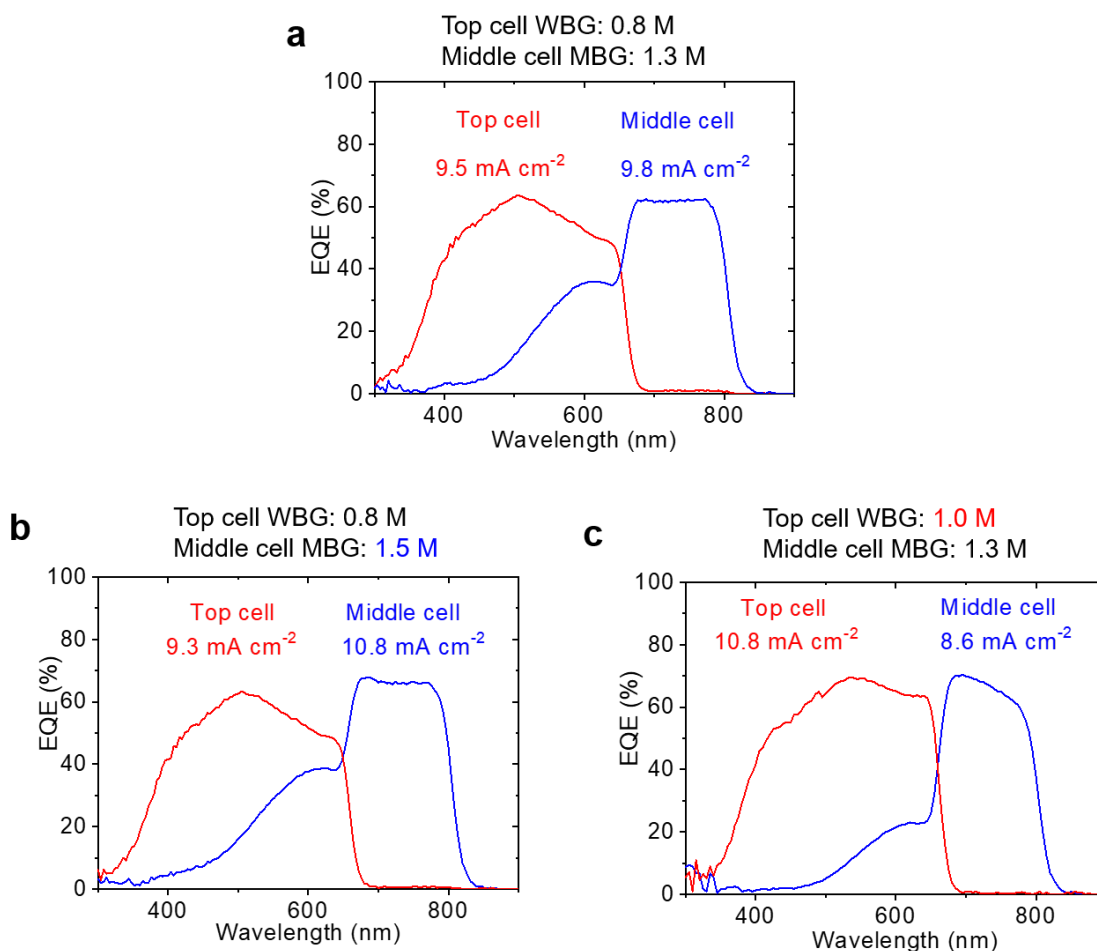 a
Top cell WBG: 0.8 M
Middle cell MBG: 1.3 M
100
80
60
40
20
0
EQE (%)
Top cell
9.5 mA cm⁻²
Middle cell
9.8 mA cm⁻²
400
600
800
Wavelength (nm)
b
Top cell WBG: 0.8 M
Middle cell MBG: 1.5 M
100
80
60
40
20
0
EQE (%)
Top cell
9.3 mA cm⁻²
Middle cell
10.8 mA cm⁻²
400
600
800
Wavelength (nm)
c
Top cell WBG: 1.0 M
Middle cell MBG: 1.3 M
100
80
60
40
20
0
EQE (%)
Top cell
10.8 mA cm⁻²
Middle cell
8.6 mA cm⁻²
400
600
800
Wavelength (nm)